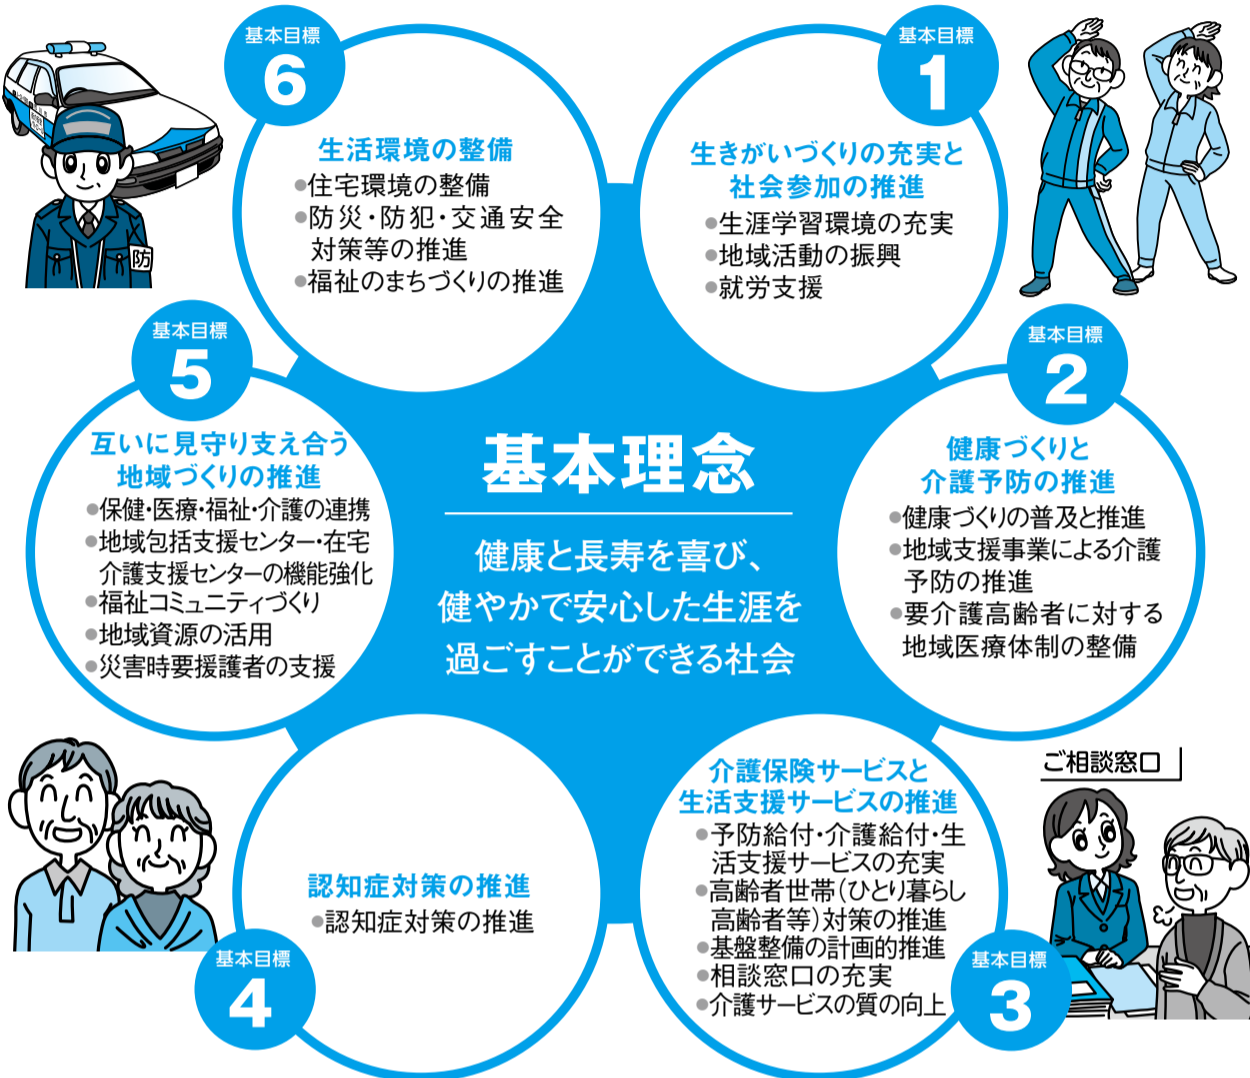 基本理念
健康と長寿を喜び、
健やかで安心した生涯を
過ごすことができる社会
基本目標
1
生きがいづくりの充実と
社会参加の推進
●生涯学習環境の充実
●地域活動の振興
●就労支援
基本目標
2
健康づくりと
介護予防の推進
●健康づくりの普及と推進
●地域支援事業による介護
予防の推進
●要介護高齢者に対する
地域医療体制の整備
ご相談窓口
介護保険サービスと
生活支援サービスの推進
●予防給付・介護給付・生
活支援サービスの充実
●高齢者世帯(ひとり暮らし
高齢者等)対策の推進
●基盤整備の計画的推進
●相談窓口の充実
●介護サービスの質の向上
基本目標
3
認知症対策の推進
●認知症対策の推進
基本目標
4
基本目標
5
互いに見守り支え合う
地域づくりの推進
●保健・医療・福祉・介護の連携
●地域包括支援センター・在宅
介護支援センターの機能強化
●福祉コミュニティづくり
●地域資源の活用
●災害時要援護者の支援
基本目標
6
生活環境の整備
●住宅環境の整備
●防災・防犯・交通安全
対策等の推進
●福祉のまちづくりの推進
防